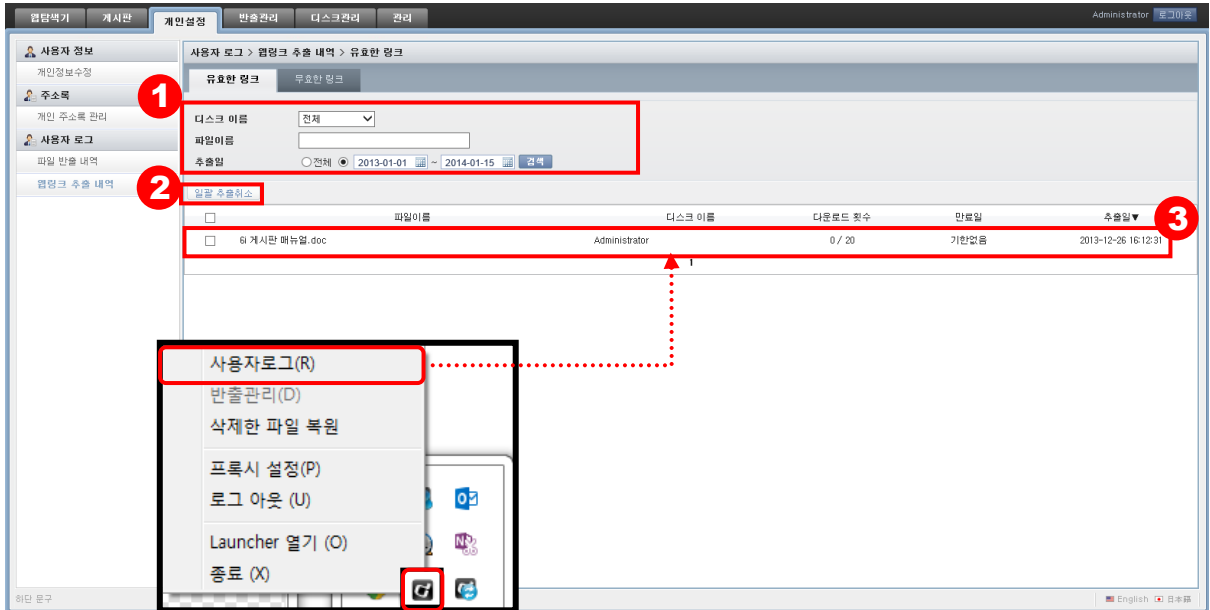 웹탐색기 게시판 개인설정 반출관리 디스크관리 관리 Administrator 로그아웃
사용자 정보
개인정보수정
주소록
개인 주소록 관리
사용자 로그
파일 반출 내역
웹링크 추출 내역
사용자 로그 > 웹링크 추출 내역 > 유효한 링크
유효한 링크 무효한 링크
1
디스크 이름 전체
파일이름
추출일 전체 2013-01-01 ~ 2014-01-15 검색
2
일괄 추출취소
파일이름 디스크 이름 다운로드 횟수 만료일 추출일▼
3
6i 게시판 매뉴얼.doc Administrator 0 / 20 기한없음 2013-12-26 16:12:31
1
사용자로그(R)
반출관리(D)
삭제한 파일 복원
프록시 설정(P)
로그 아웃 (U)
Launcher 열기 (O)
종료 (X)
하단 문구
English 日本語